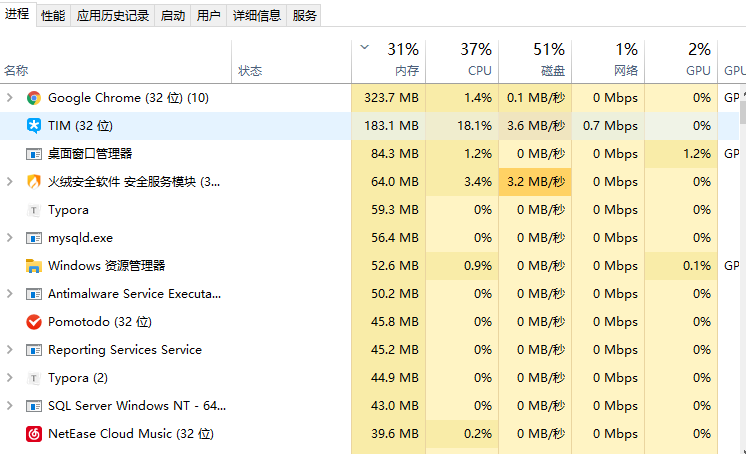 进程 性能 应用历史记录 启动 用户 详细信息 服务
31% 37% 51% 1% 2%
名称 状态 内存 CPU 磁盘 网络 GPU GPU
Google Chrome (32 位) (10) 323.7 MB 1.4% 0.1 MB/秒 0 Mbps 0% GP
TIM (32 位) 183.1 MB 18.1% 3.6 MB/秒 0.7 Mbps 0%
桌面窗口管理器 84.3 MB 1.2% 0 MB/秒 0 Mbps 1.2% GP
火绒安全软件 安全服务模块 (3... 64.0 MB 3.4% 3.2 MB/秒 0 Mbps 0%
T Typora 59.3 MB 0% 0 MB/秒 0 Mbps 0%
mysqld.exe 56.4 MB 0% 0 MB/秒 0 Mbps 0%
Windows 资源管理器 52.6 MB 0.9% 0 MB/秒 0 Mbps 0.1% GP
Antimalware Service Executa... 50.2 MB 0% 0 MB/秒 0 Mbps 0%
Pomotodo (32 位) 45.8 MB 0% 0 MB/秒 0 Mbps 0%
Reporting Services Service 45.2 MB 0% 0 MB/秒 0 Mbps 0%
T Typora (2) 44.9 MB 0% 0 MB/秒 0 Mbps 0%
SQL Server Windows NT - 64... 43.0 MB 0% 0 MB/秒 0 Mbps 0%
NetEase Cloud Music (32 位) 39.6 MB 0.2% 0 MB/秒 0 Mbps 0%